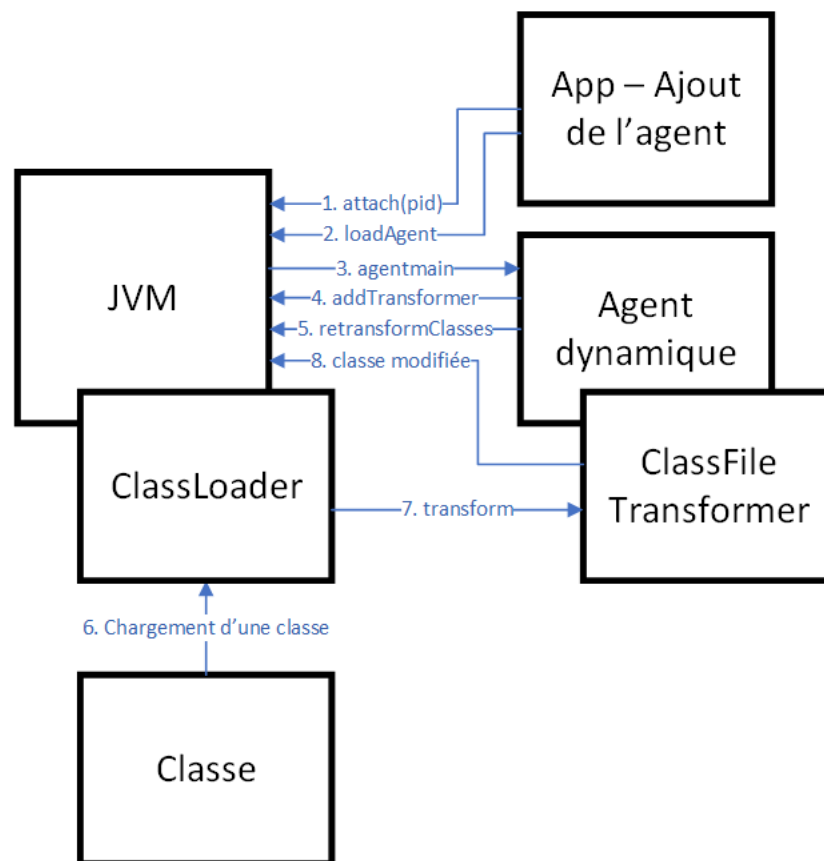 App – Ajout
de l'agent
1. attach(pid)
2. loadAgent
3. agentmain
JVM
4. addTransformer
Agent
dynamique
5. retransformClasses
8. classe modifiée
ClassLoader
ClassFile
Transformer
7. transform
6. Chargement d'une classe
Classe